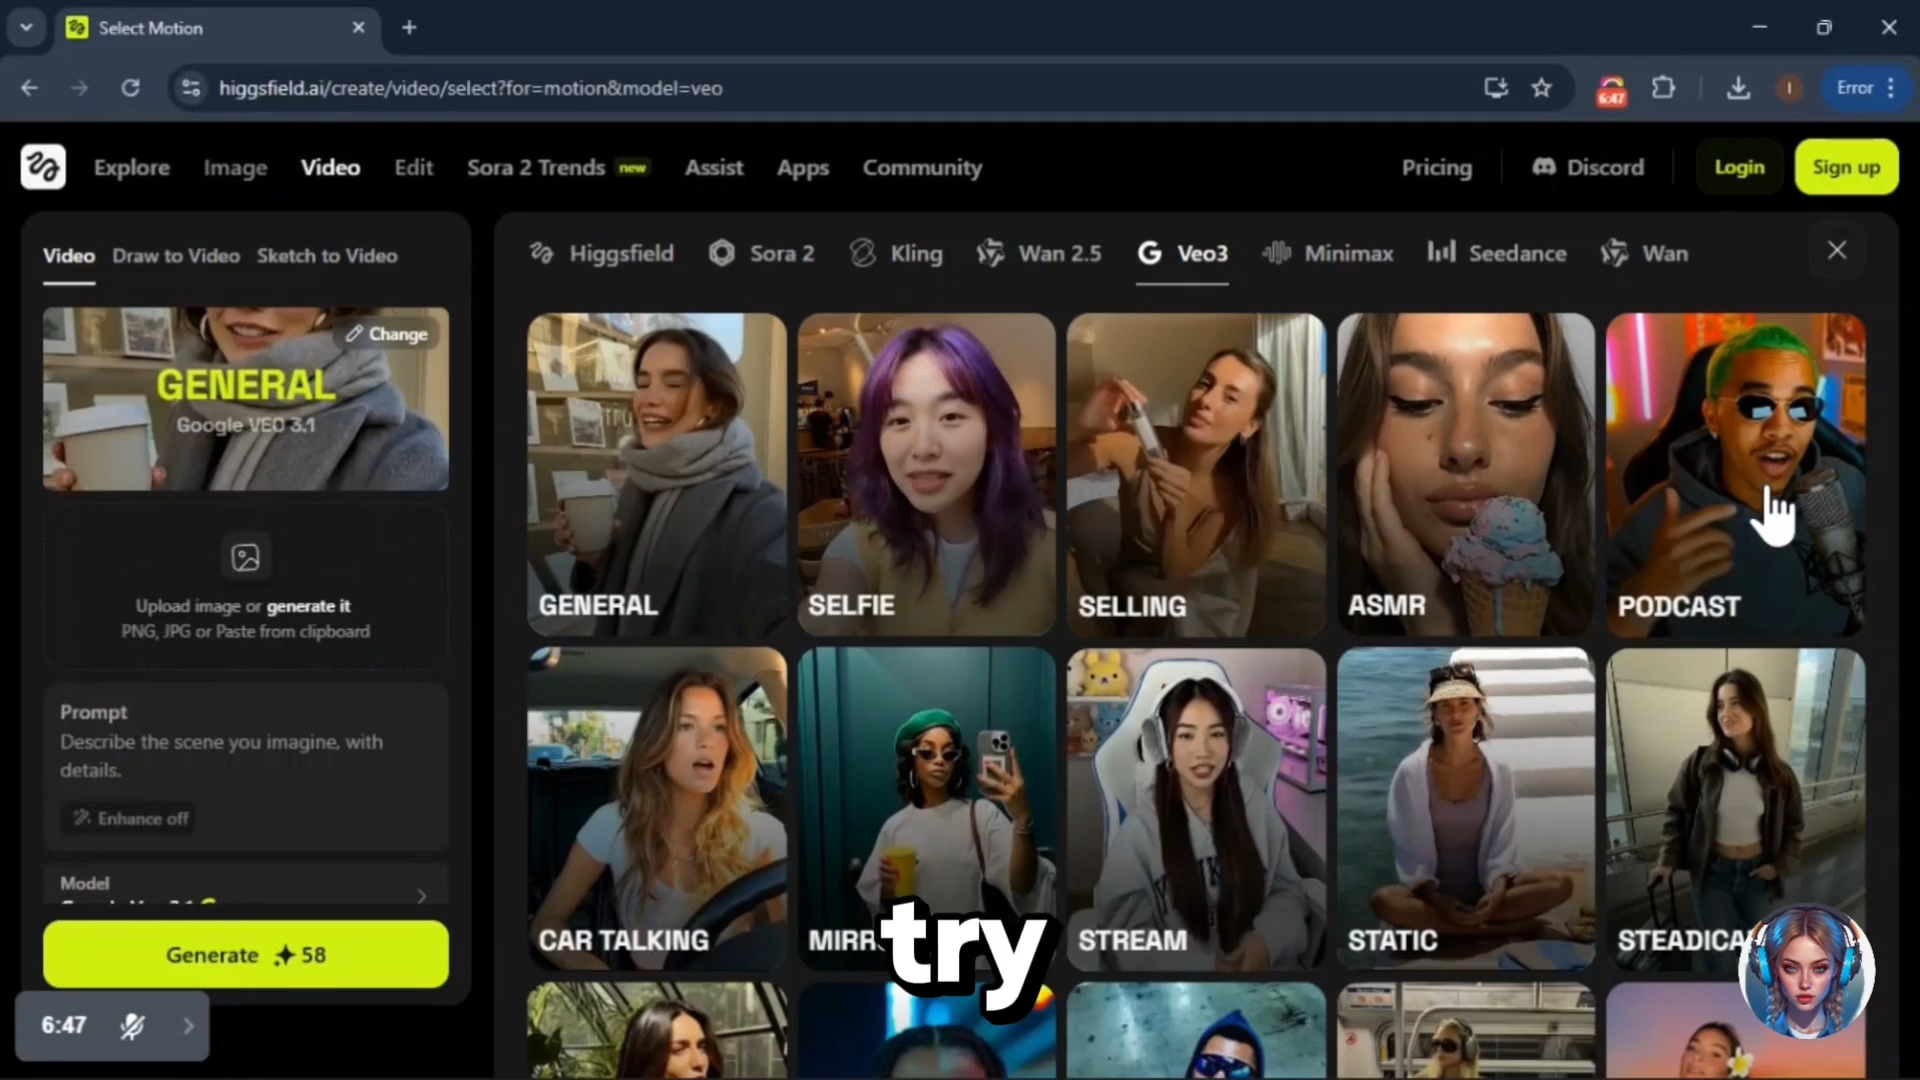 Select Motion
higgsfield.ai/create/video/select?for=motion&model=veo
6:47
I
Error
Explore
Image
Video
Edit
Sora 2 Trends new
Assist
Apps
Community
Pricing
Discord
Login
Sign up
Video
Draw to Video
Sketch to Video
Higgsfield
Sora 2
Kling
Wan 2.5
Veo3
Minimax
Seedance
Wan
Change
GENERAL
Google VEO 3.1
Upload image or generate it
PNG, JPG or Paste from clipboard
Prompt
Describe the scene you imagine, with
details.
Enhance off
Model
Generate 58
6:47
GENERAL
SELFIE
SELLING
ASMR
PODCAST
CAR TALKING
MIRR
STREAM
STATIC
STEADICA
try